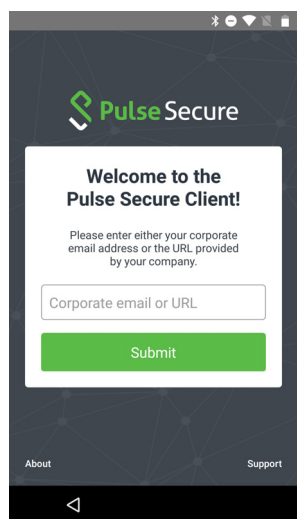 Pulse Secure
Welcome to the
Pulse Secure Client!
Please enter either your corporate
email address or the URL provided
by your company.
Corporate email or URL
Submit
About
Support